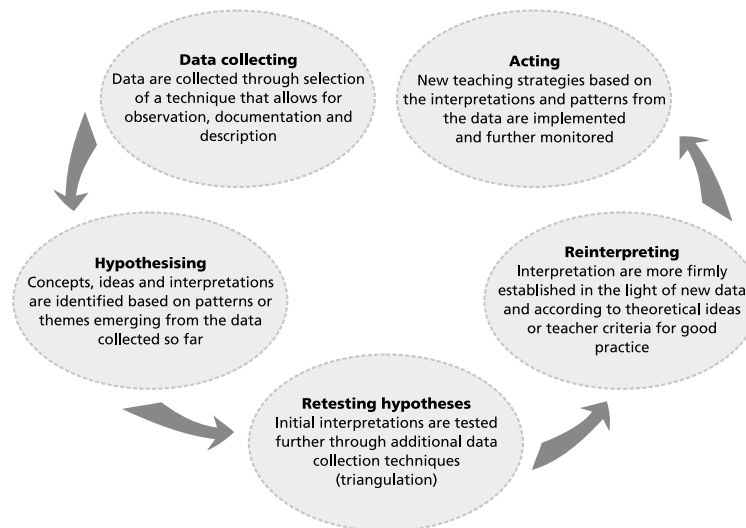 Data collecting
Data are collected through selection
of a technique that allows for
observation, documentation and
description
Hypothesising
Concepts, ideas and interpretations
are identified based on patterns or
themes emerging from the data
collected so far
Retesting hypotheses
Initial interpretations are tested
further through additional data
collection techniques
(triangulation)
Reinterpreting
Interpretation are more firmly
established in the light of new data
and according to theoretical ideas
or teacher criteria for good
practice
Acting
New teaching strategies based on
the interpretations and patterns from
the data are implemented
and further monitored